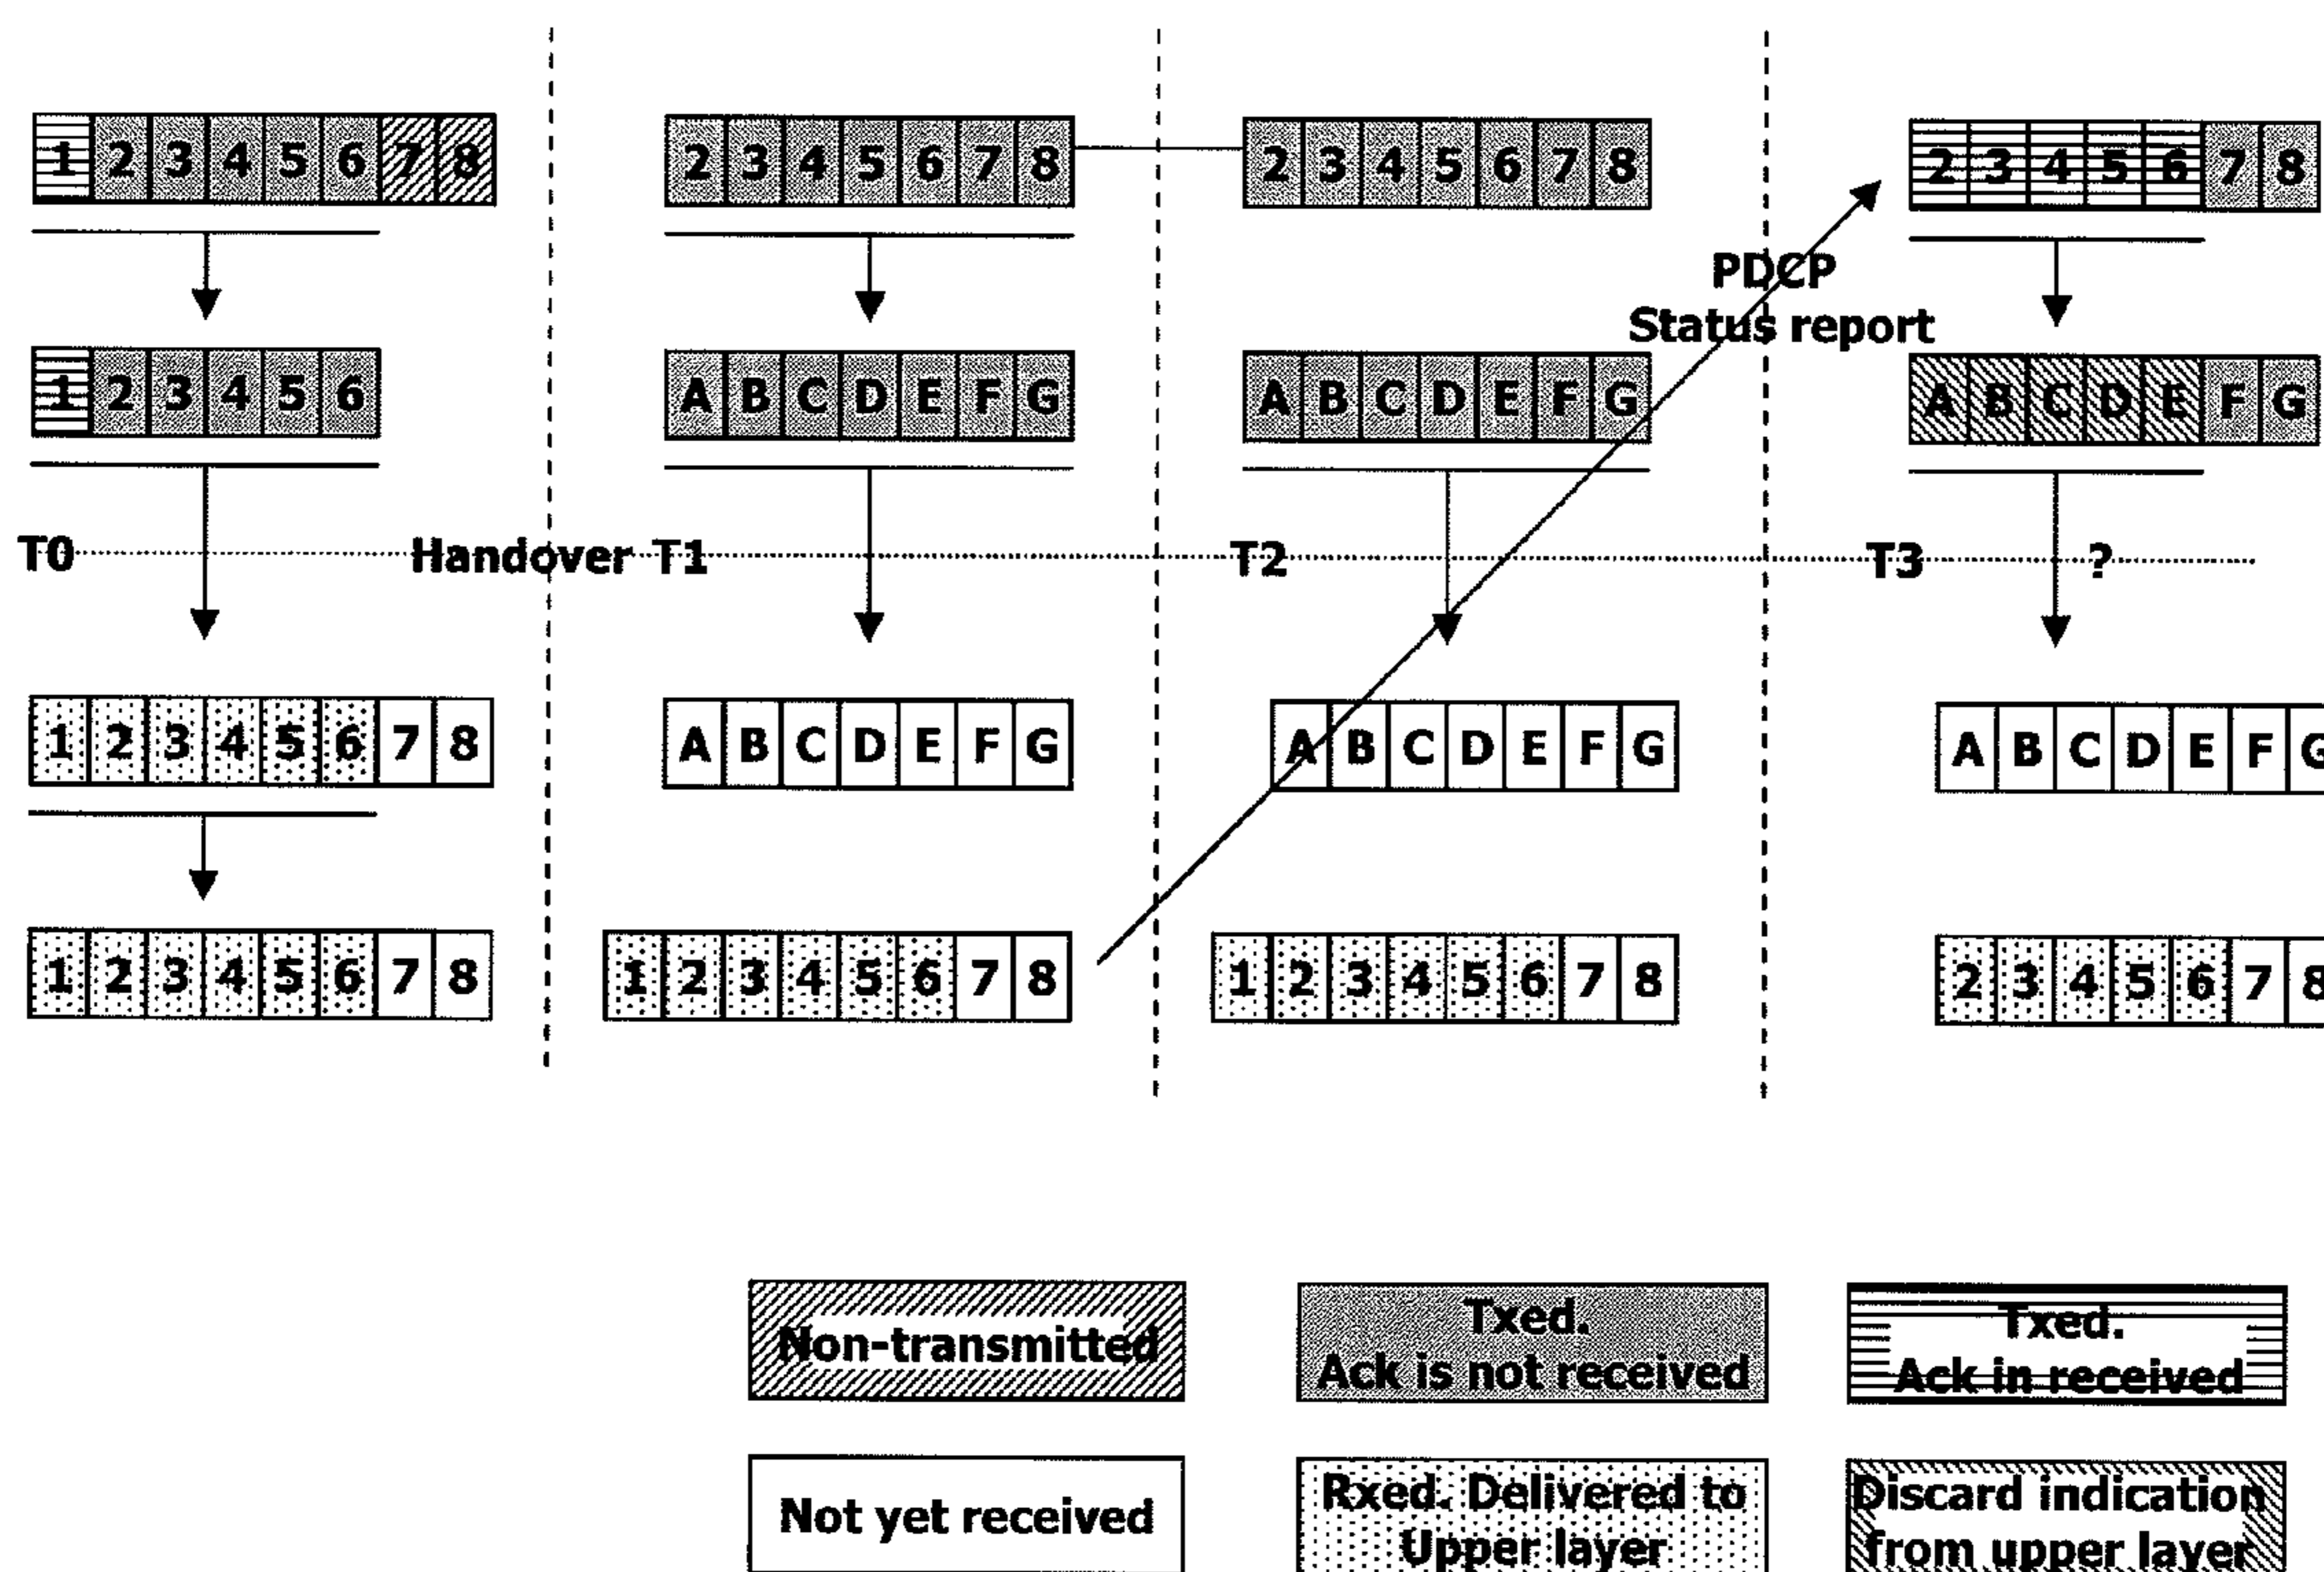 1 2 3 4 5 6 7 8
2 3 4 5 6 7 8
2 3 4 5 6 7 8
2 3 4 5 6 7 8
PDCP
Status report
1 2 3 4 5 6
A B C D E F G
A B C D E F G
A B C D E F G
T0
Handover
T1
T2
T3
?
1 2 3 4 5 6 7 8
A B C D E F G
A B C D E F G
A B C D E F G
1 2 3 4 5 6 7 8
1 2 3 4 5 6 7 8
1 2 3 4 5 6 7 8
2 3 4 5 6 7 8
Non-transmitted
Txed.
Ack is not received
Txed.
Ack in received
Not yet received
Rxed. Delivered to
Upper layer
Discard indication
from upper layer